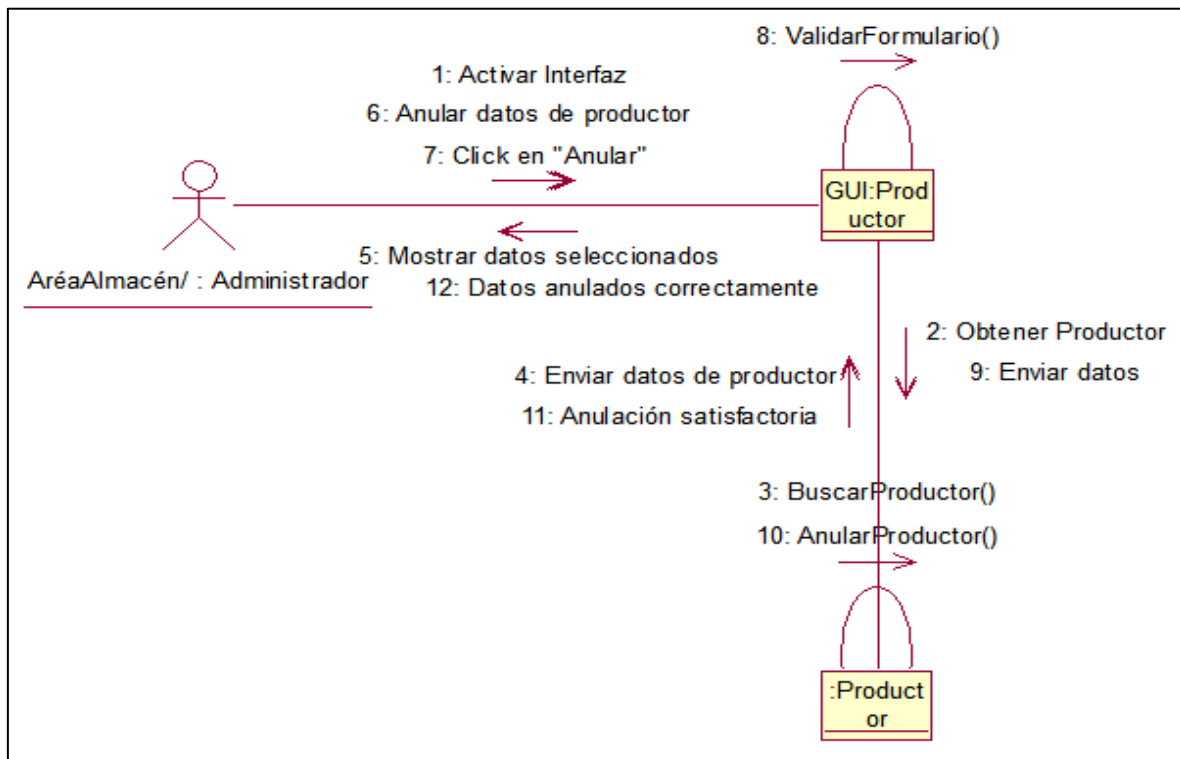 8: ValidarFormulario()
1: Activar Interfaz
6: Anular datos de productor
7: Click en "Anular"
GUI:Prod
uctor
5: Mostrar datos seleccionados
12: Datos anulados correctamente
AréaAlmacén/ : Administrador
2: Obtener Productor
9: Enviar datos
4: Enviar datos de productor
11: Anulación satisfactoria
3: BuscarProductor()
10: AnularProductor()
:Product
or